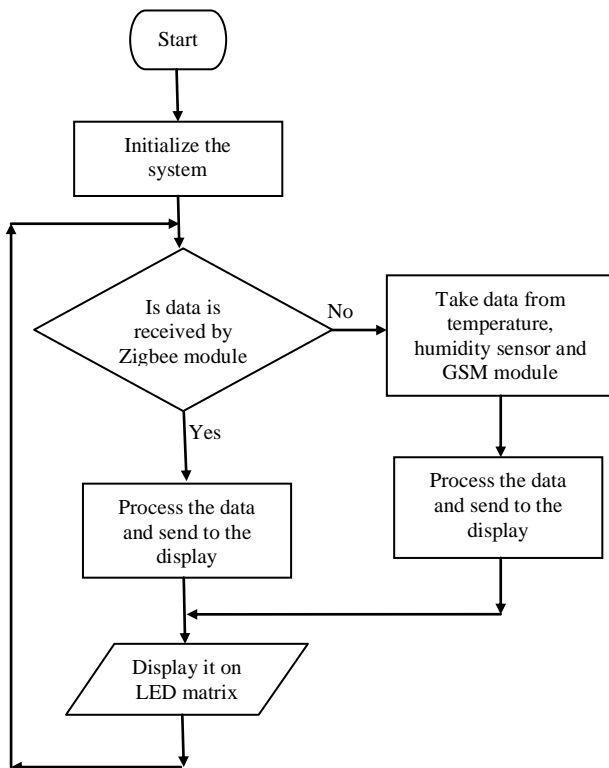 Start
Initialize the
system
Is data is
received by
Zigbee module
No
Take data from
temperature,
humidity sensor and
GSM module
Yes
Process the data
and send to the
display
Process the data
and send to the
display
Display it on
LED matrix